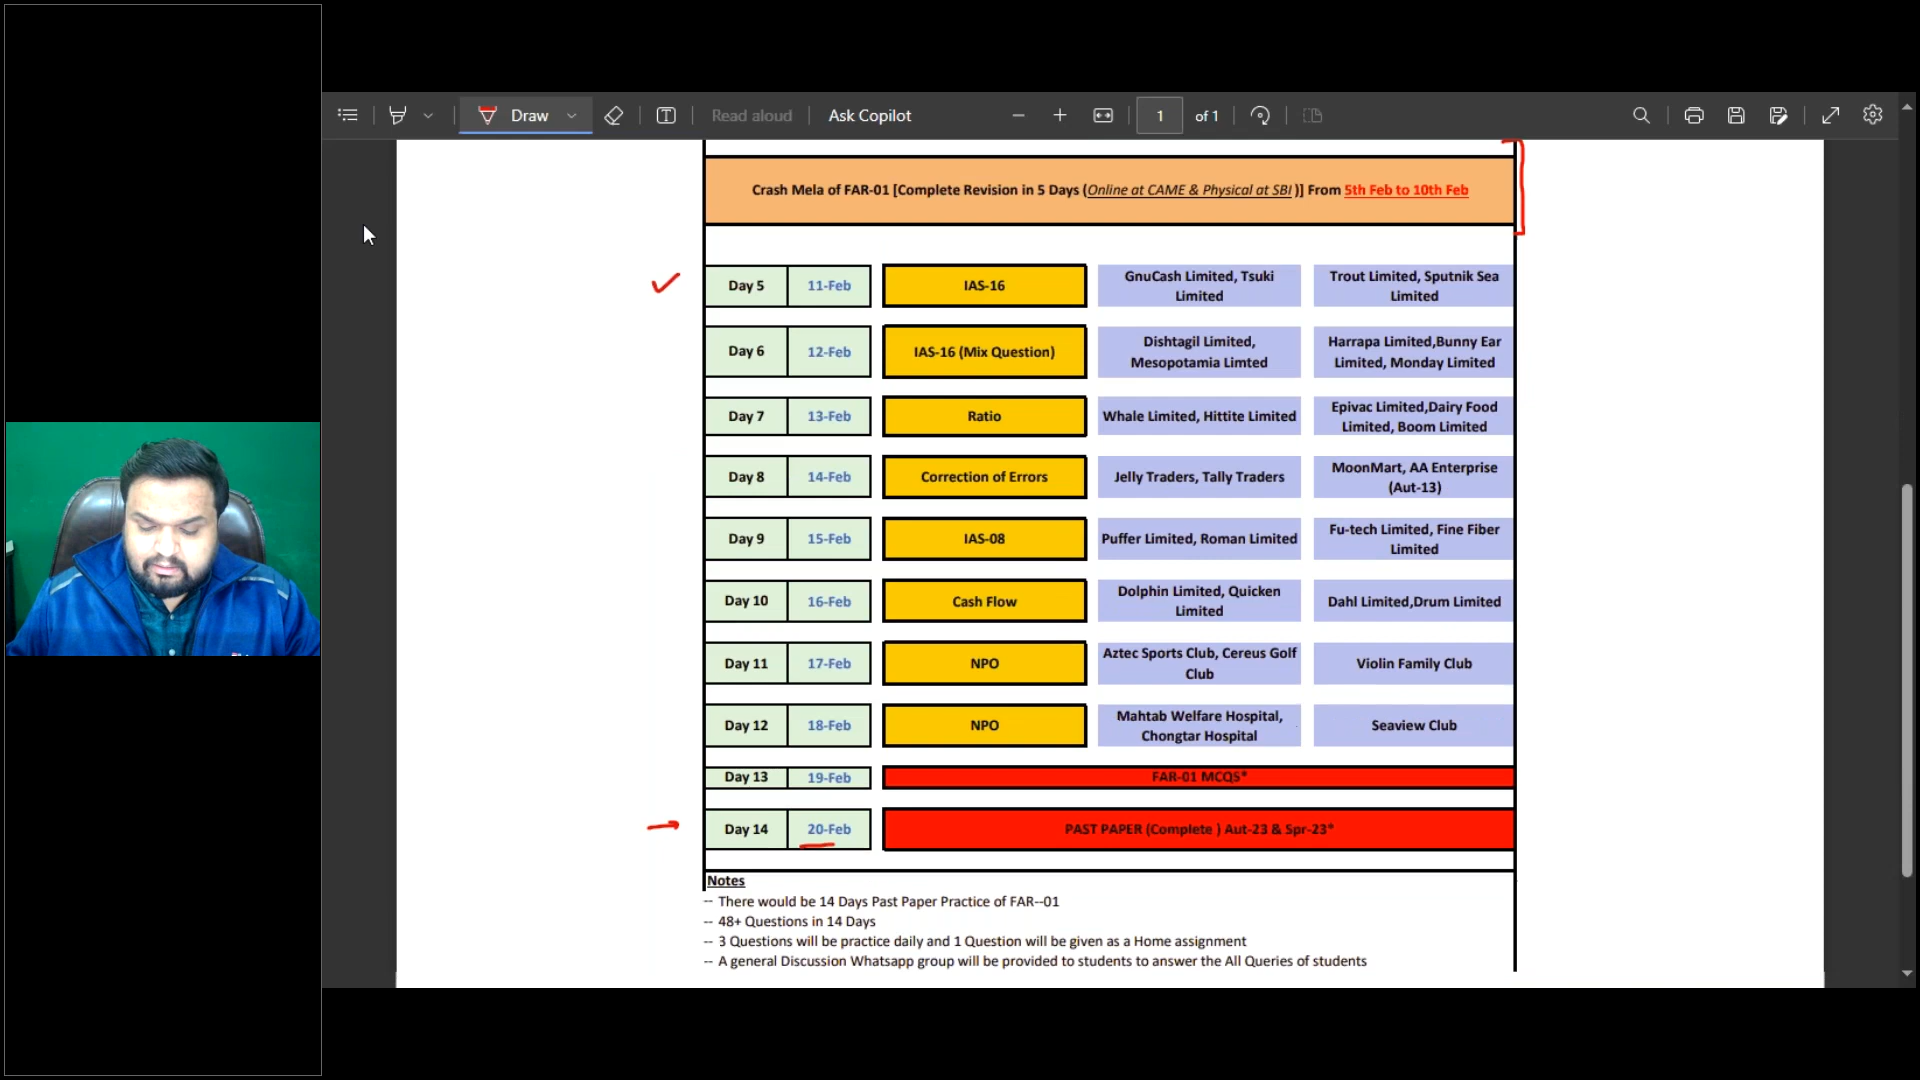 Draw
Read aloud
Ask Copilot
1
of 1
Crash Mela of FAR-01 [Complete Revision in 5 Days (Online at CAME & Physical at SBI )] From 5th Feb to 10th Feb
Day 5
11-Feb
IAS-16
GnuCash Limited, Tsuki
Limited
Trout Limited, Sputnik Sea
Limited
Day 6
12-Feb
IAS-16 (Mix Question)
Dishtagil Limited,
Mesopotamia Limted
Harrapa Limited,Bunny Ear
Limited, Monday Limited
Day 7
13-Feb
Ratio
Whale Limited, Hittite Limited
Epivac Limited,Dairy Food
Limited, Boom Limited
Day 8
14-Feb
Correction of Errors
Jelly Traders, Tally Traders
MoonMart, AA Enterprise
(Aut-13)
Day 9
15-Feb
IAS-08
Puffer Limited, Roman Limited
Fu-tech Limited, Fine Fiber
Limited
Day 10
16-Feb
Cash Flow
Dolphin Limited, Quicken
Limited
Dahl Limited,Drum Limited
Day 11
17-Feb
NPO
Aztec Sports Club, Cereus Golf
Club
Violin Family Club
Day 12
18-Feb
NPO
Mahtab Welfare Hospital,
Chongtar Hospital
Seaview Club
Day 13
19-Feb
FAR-01 MCQS*
Day 14
20-Feb
PAST PAPER (Complete ) Aut-23 & Spr-23*
Notes
-- There would be 14 Days Past Paper Practice of FAR--01
-- 48+ Questions in 14 Days
-- 3 Questions will be practice daily and 1 Question will be given as a Home assignment
-- A general Discussion Whatsapp group will be provided to students to answer the All Queries of students